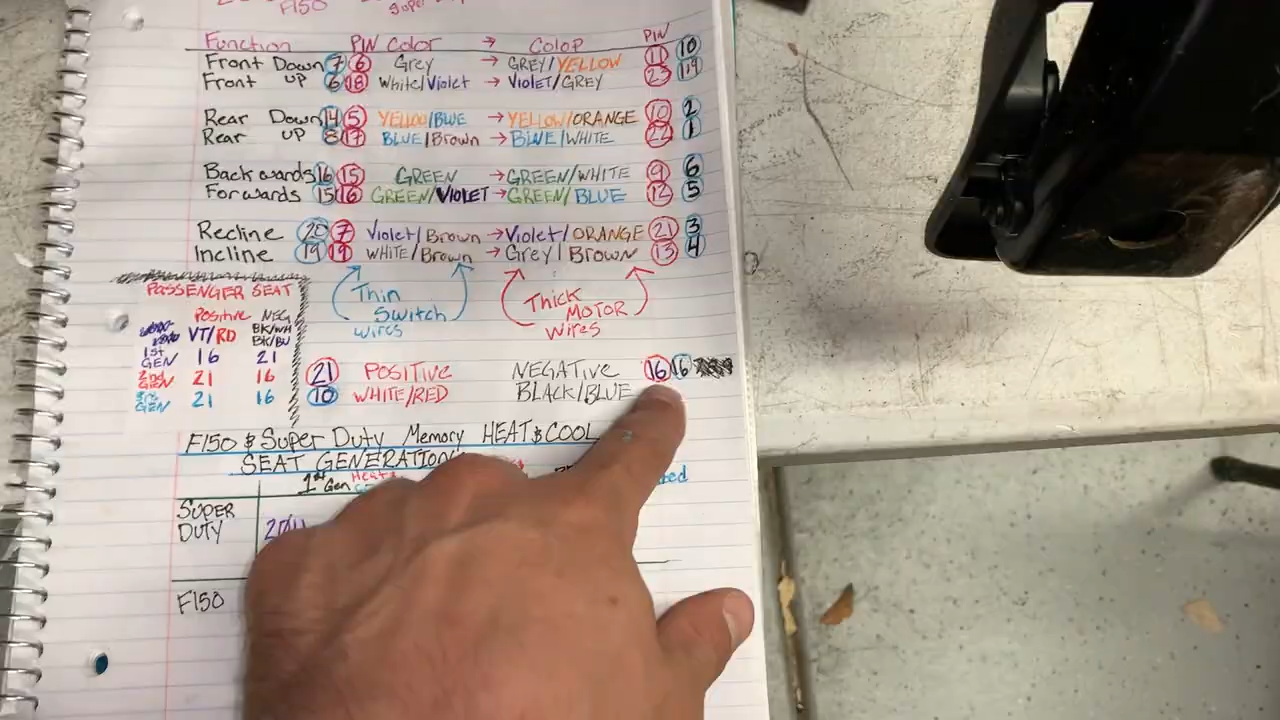 F150
Function PIN Color → Color PIN
Front Down 7 6 Grey → GREY/YELLOW 11 10
Front UP 6 18 White/Violet → Violet/GREY 23 19
Rear Down 14 5 YELLOW/BLUE → YELLOW/ORANGE 10 2
Rear UP 8 17 BLUE/Brown → BLUE/WHITE 22 1
Backwards 16 15 GREEN → GREEN/WHITE 9 6
Forwards 15 16 GREEN/VIOLET → GREEN/BLUE 12 5
Recline 20 7 Violet/Brown → Violet/ORANGE 21 3
Incline 19 19 WHITE/Brown → Grey/Brown 13 4
Thin Switch wires
Thick MOTOR Wires
PASSENGER SEAT
Positive NEG
VT/RD BK/WH
BK/BU
1st GEN 16 21
2nd GEN 21 16
3rd GEN 21 16
21 POSITIVE NEGATIVE 16 16
10 WHITE/RED BLACK/BLUE
F150 & Super Duty Memory HEAT & COOL
SEAT GENERATION
1st Gen Heat
SUPER DUTY
F150